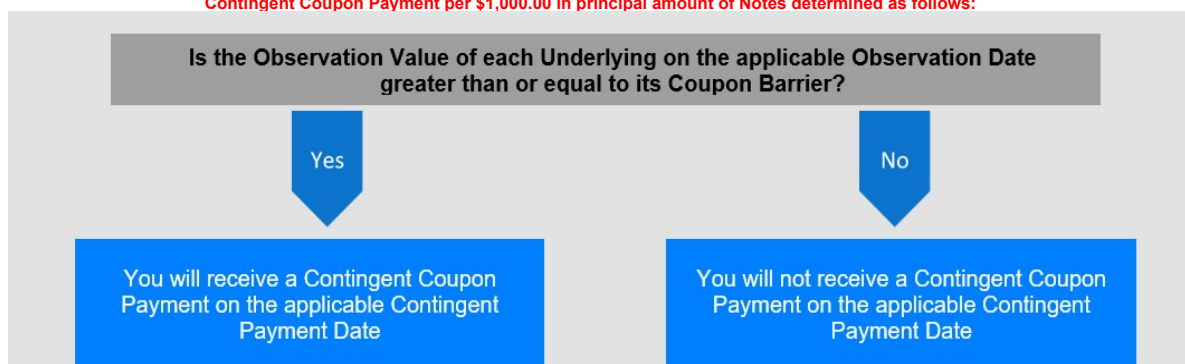 Contingent Coupon Payment per $1,000.00 in principal amount of Notes determined as follows:
Is the Observation Value of each Underlying on the applicable Observation Date
greater than or equal to its Coupon Barrier?
Yes
No
You will receive a Contingent Coupon
Payment on the applicable Contingent
Payment Date
You will not receive a Contingent Coupon
Payment on the applicable Contingent
Payment Date